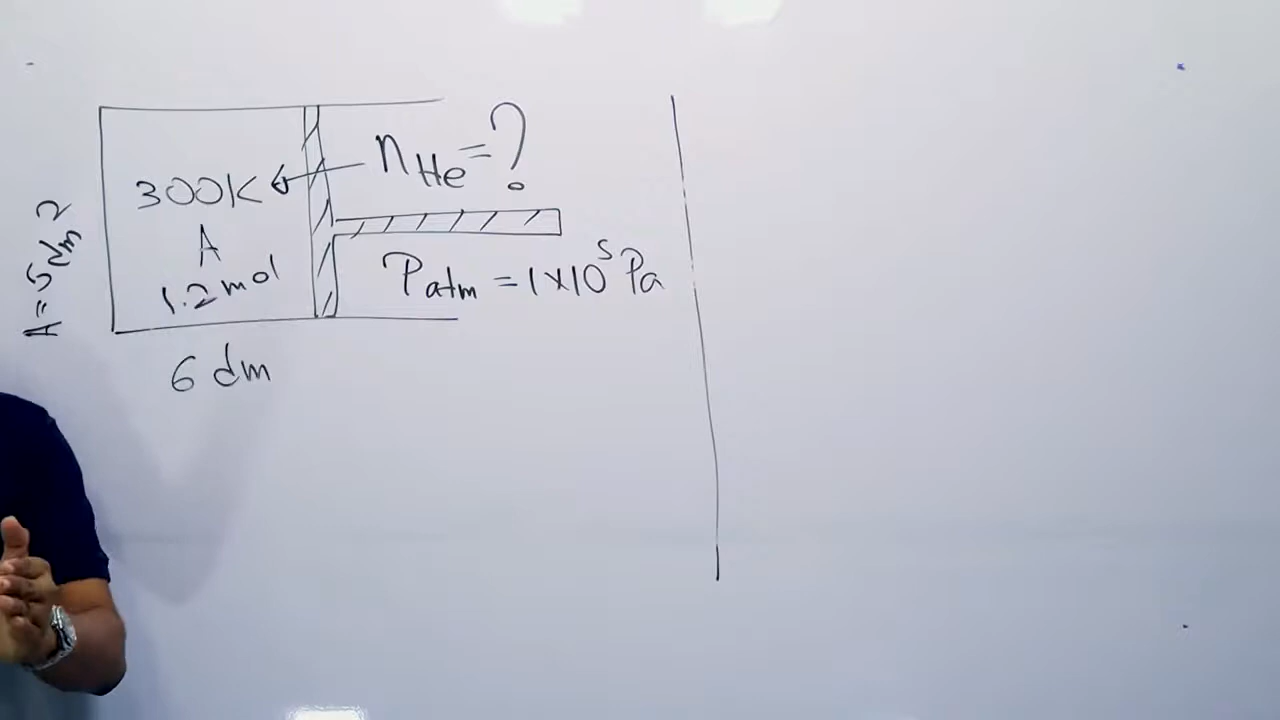 n He = ?
300K
A
1.2 mol
A = 5 dm 2
P atm = 1 × 10⁵ Pa
6 dm